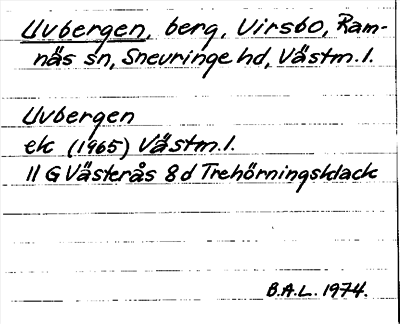 Uvbergen, berg, Virsbo, Ram-
näs sn, Snevringe hd, Västm. l.
Uvbergen
ek (1965) Västm. l.
11 G Västerås 8 d Trehörningsklack
B.A.L. 1974.